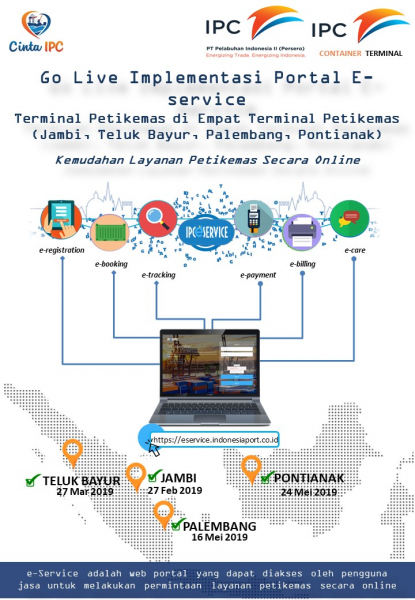 Cinta IPC
IPC
PT Pelabuhan Indonesia II (Persero)
Energizing Trade. Energizing Indonesia.
IPC
CONTAINER TERMINAL
Go Live Implementasi Portal E-
service
Terminal Petikemas di Empat Terminal Petikemas
(Jambi, Teluk Bayur, Palembang, Pontianak)
Kemudahan Layanan Petikemas Secara Online
IPC eSERVICE
e-registration
e-booking
e-tracking
e-payment
e-billing
e-care
https://eservice.indonesiaport.co.id
TELUK BAYUR
27 Mar 2019
JAMBI
27 Feb 2019
PONTIANAK
24 Mei 2019
PALEMBANG
16 Mei 2019
e-Service adalah web portal yang dapat diakses oleh pengguna
jasa untuk melakukan permintaan layanan petikemas secara online